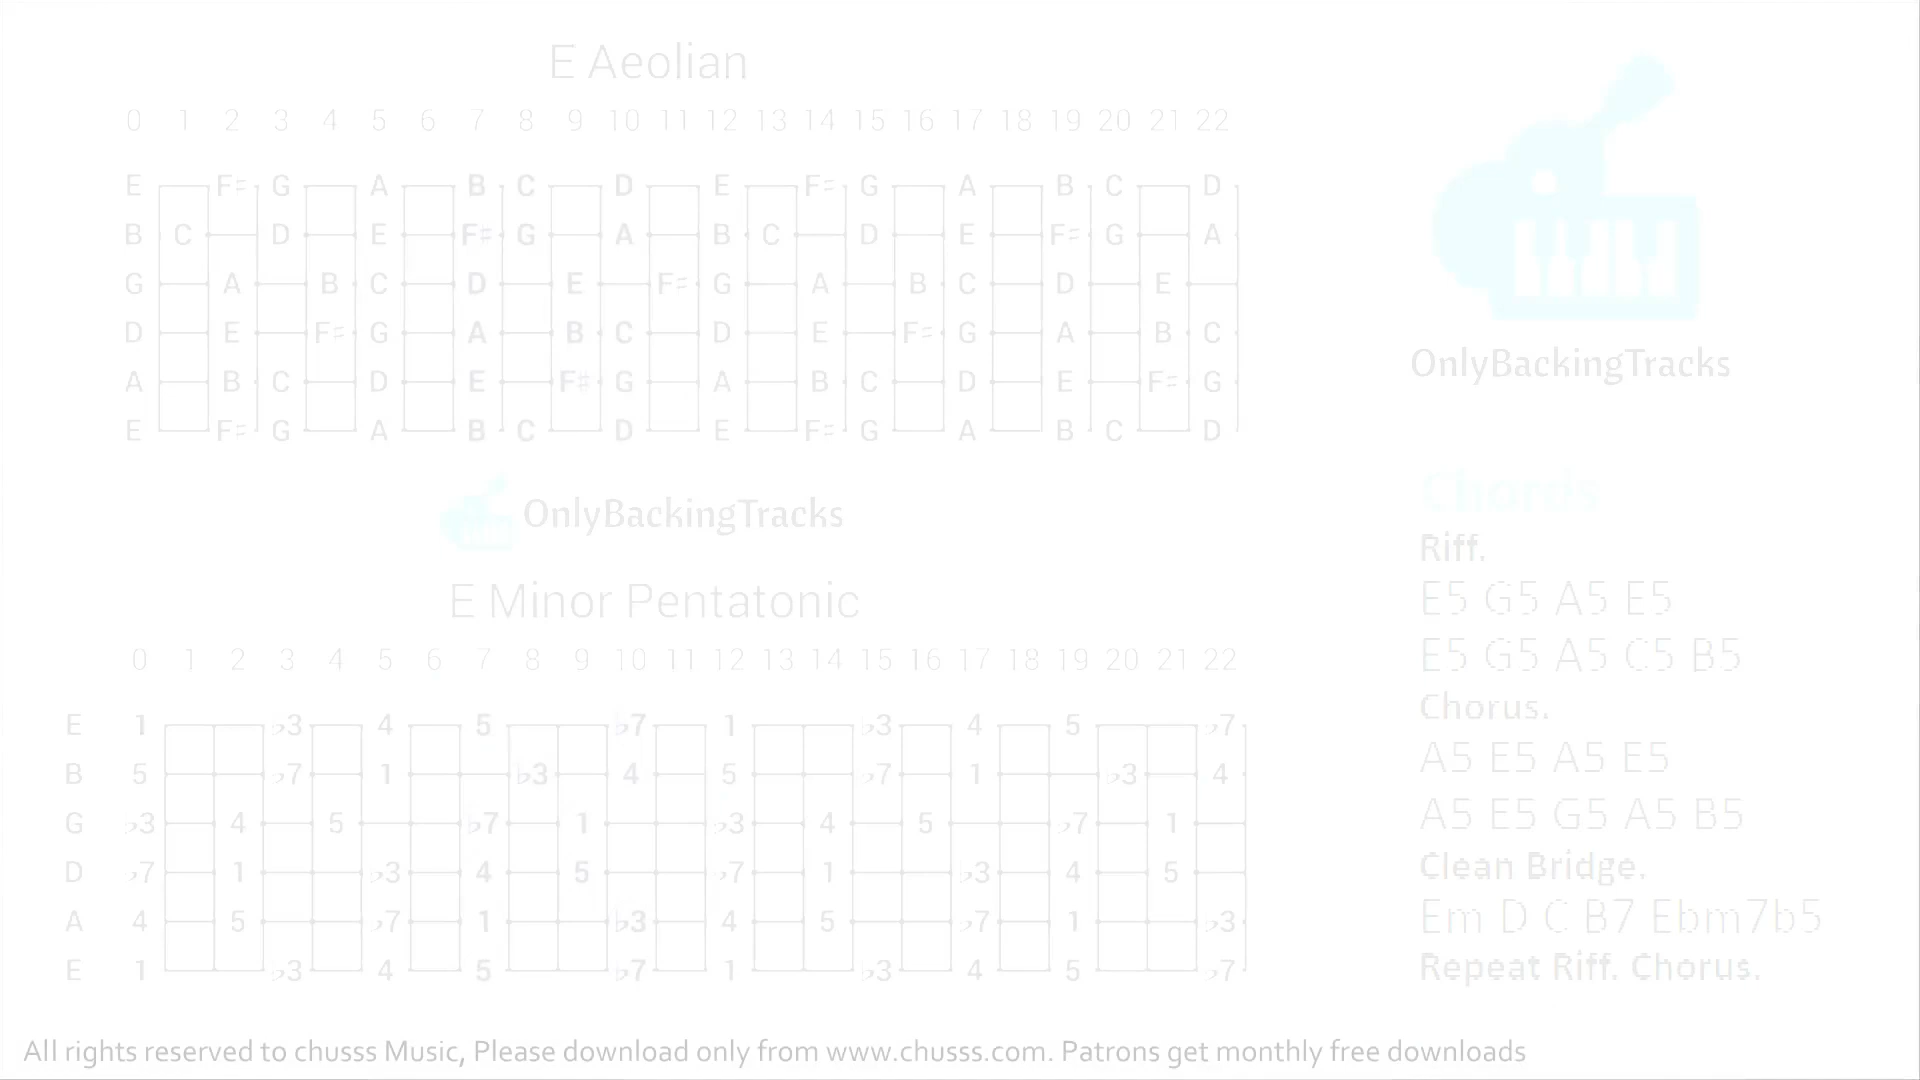 E Aeolian
0 1 2 3 4 5 6 7 8 9 10 11 12 13 14 15 16 17 18 19 20 21 22
E F♯ G A B C D E F♯ G A B C D
B C D E F♯ G A B C D E F♯ G A
G A B C D E F♯ G A B C D E
D E F♯ G A B C D E F♯ G A B C
A B C D E F♯ G A B C D E F♯ G
E F♯ G A B C D E F♯ G A B C D
OnlyBackingTracks
E Minor Pentatonic
0 1 2 3 4 5 6 7 8 9 10 11 12 13 14 15 16 17 18 19 20 21 22
E 1 ♭3 4 5 ♭7 1 ♭3 4 5 ♭7
B 5 ♭7 1 ♭3 4 5 ♭7 1 ♭3 4
G ♭3 4 5 ♭7 1 ♭3 4 5 ♭7 1
D ♭7 1 ♭3 4 5 ♭7 1 ♭3 4 5
A 4 5 ♭7 1 ♭3 4 5 ♭7 1 ♭3
E 1 ♭3 4 5 ♭7 1 ♭3 4 5 ♭7
OnlyBackingTracks
Chords
Riff.
E5 G5 A5 E5
E5 G5 A5 C5 B5
Chorus.
A5 E5 A5 E5
A5 E5 G5 A5 B5
Clean Bridge.
Em D C B7 Ebm7b5
Repeat Riff. Chorus.
All rights reserved to chusss Music, Please download only from www.chusss.com. Patrons get monthly free downloads